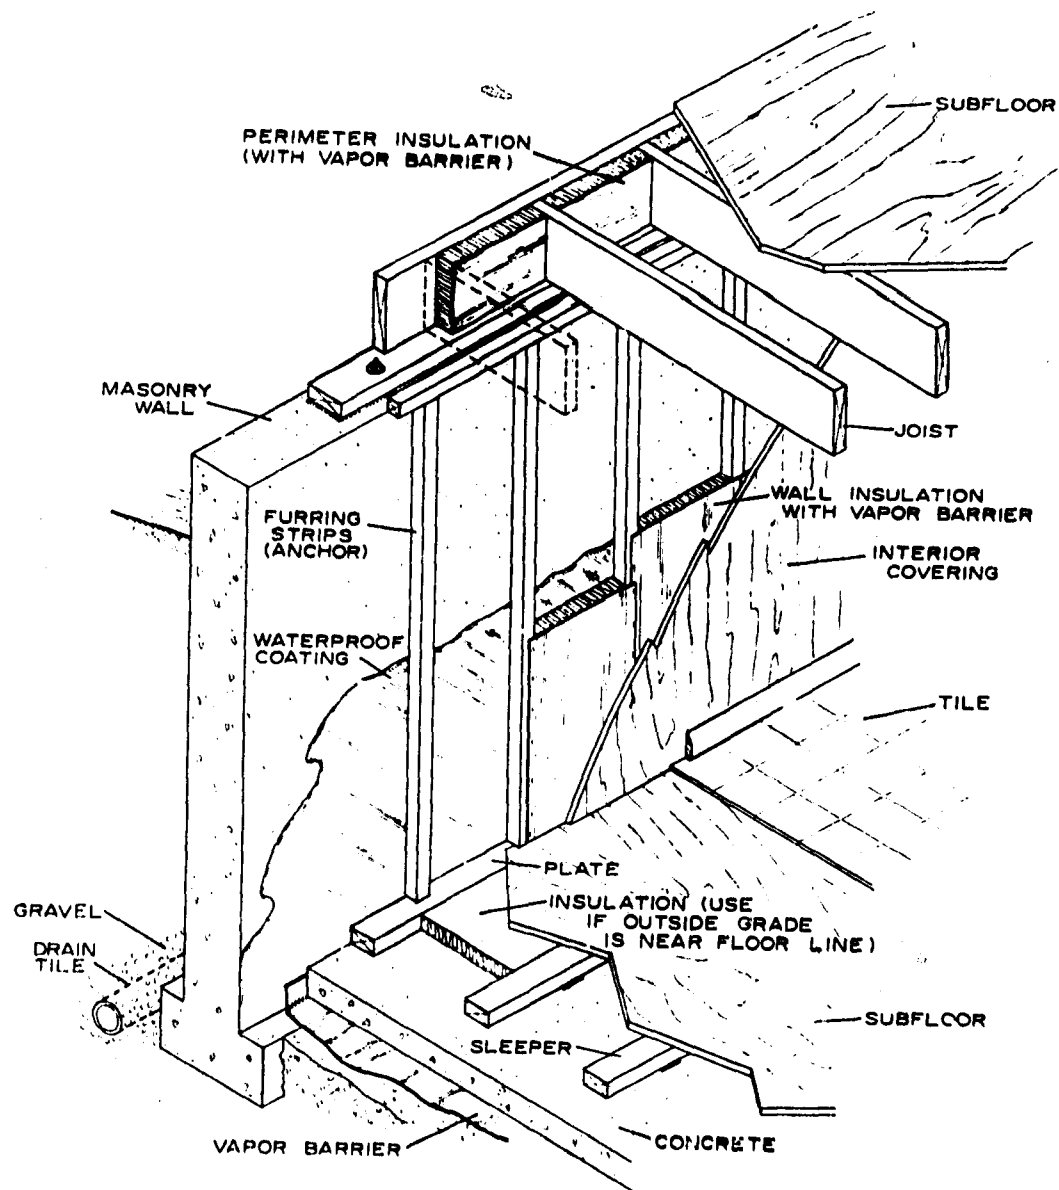 SUBFLOOR
PERIMETER INSULATION
(WITH VAPOR BARRIER)
MASONRY
WALL
JOIST
WALL INSULATION
WITH VAPOR BARRIER
FURRING
STRIPS
(ANCHOR)
INTERIOR
COVERING
WATERPROOF
COATING
TILE
PLATE
INSULATION (USE
IF OUTSIDE GRADE
IS NEAR FLOOR LINE)
GRAVEL
DRAIN
TILE
SUBFLOOR
SLEEPER
VAPOR BARRIER
CONCRETE